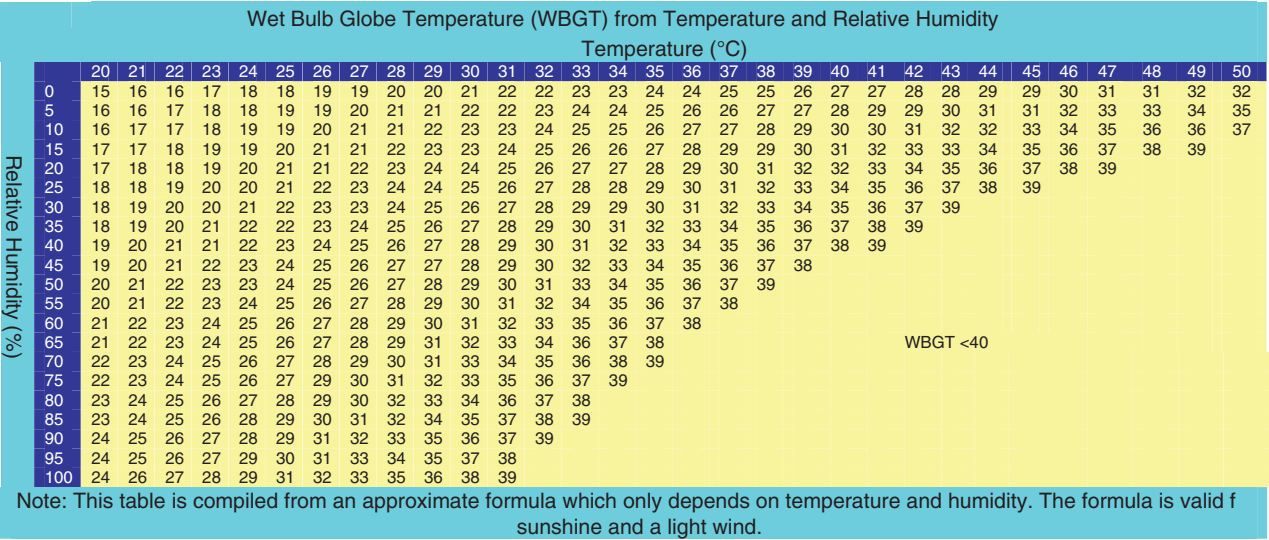 Wet Bulb Globe Temperature (WBGT) from Temperature and Relative Humidity
Temperature (°C)
20 21 22 23 24 25 26 27 28 29 30 31 32 33 34 35 36 37 38 39 40 41 42 43 44 45 46 47 48 49 50
Relative Humidity (%)
0 15 16 16 17 18 18 19 19 20 20 21 22 22 23 23 24 24 25 25 26 27 27 28 28 29 29 30 31 31 32 32
5 16 16 17 18 18 19 19 20 21 21 22 22 23 24 24 25 26 26 27 27 28 29 29 30 31 31 32 33 33 34 35
10 16 17 17 18 19 19 20 21 21 22 23 23 24 25 25 26 27 27 28 29 30 30 31 32 32 33 34 35 36 36 37
15 17 17 18 19 19 20 21 21 22 23 23 24 25 26 26 27 28 29 29 30 31 32 33 33 34 35 36 37 38 39
20 17 18 18 19 20 21 21 22 23 24 24 25 26 27 27 28 29 30 31 32 32 33 34 35 36 37 38 39
25 18 18 19 20 20 21 22 23 24 24 25 26 27 28 28 29 30 31 32 33 34 35 36 37 38 39
30 18 19 20 20 21 22 23 23 24 25 26 27 28 29 29 30 31 32 33 34 35 36 37 39
35 18 19 20 21 22 22 23 24 25 26 27 28 29 30 31 32 33 34 35 36 37 38 39
40 19 20 21 21 22 23 24 25 26 27 28 29 30 31 32 33 34 35 36 37 38 39
45 19 20 21 22 23 24 25 26 27 27 28 29 30 32 33 34 35 36 37 38
50 20 21 22 23 23 24 25 26 27 28 29 30 31 33 34 35 36 37 39
55 20 21 22 23 24 25 26 27 28 29 30 31 32 34 35 36 37 38
60 21 22 23 24 25 26 27 28 29 30 31 32 33 35 36 37 38
65 21 22 23 24 25 26 27 28 29 31 32 33 34 36 37 38 WBGT <40
70 22 23 24 25 26 27 28 29 30 31 33 34 35 36 38 39
75 22 23 24 25 26 27 29 30 31 32 33 35 36 37 39
80 23 24 25 26 27 28 29 30 32 33 34 36 37 38
85 23 24 25 26 28 29 30 31 32 34 35 37 38 39
90 24 25 26 27 28 29 31 32 33 35 36 37 39
95 24 25 26 27 29 30 31 33 34 35 37 38
100 24 26 27 28 29 31 32 33 35 36 38 39
Note: This table is compiled from an approximate formula which only depends on temperature and humidity. The formula is valid f
sunshine and a light wind.